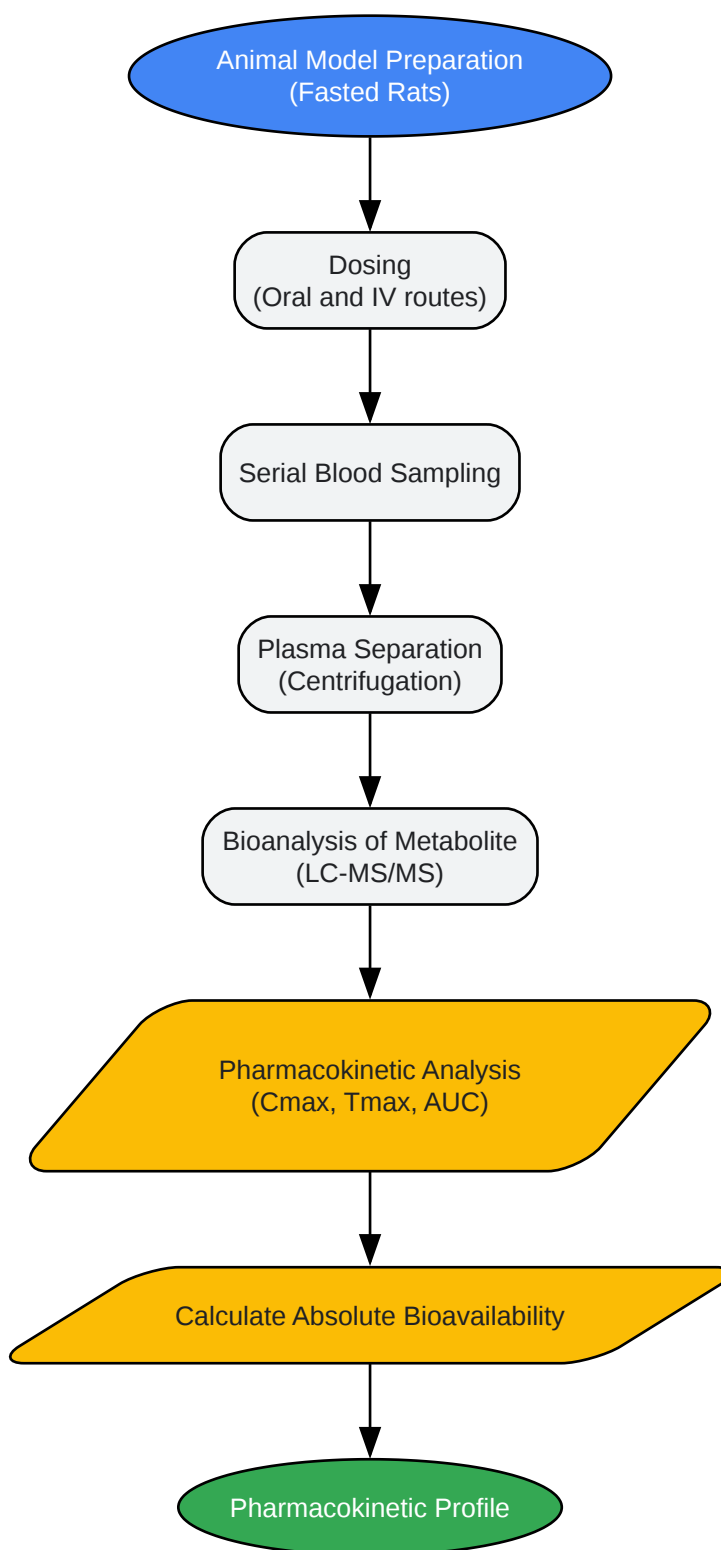 Animal Model Preparation
(Fasted Rats)
Dosing
(Oral and IV routes)
Serial Blood Sampling
Plasma Separation
(Centrifugation)
Bioanalysis of Metabolite
(LC-MS/MS)
Pharmacokinetic Analysis
(Cmax, Tmax, AUC)
Calculate Absolute Bioavailability
Pharmacokinetic Profile